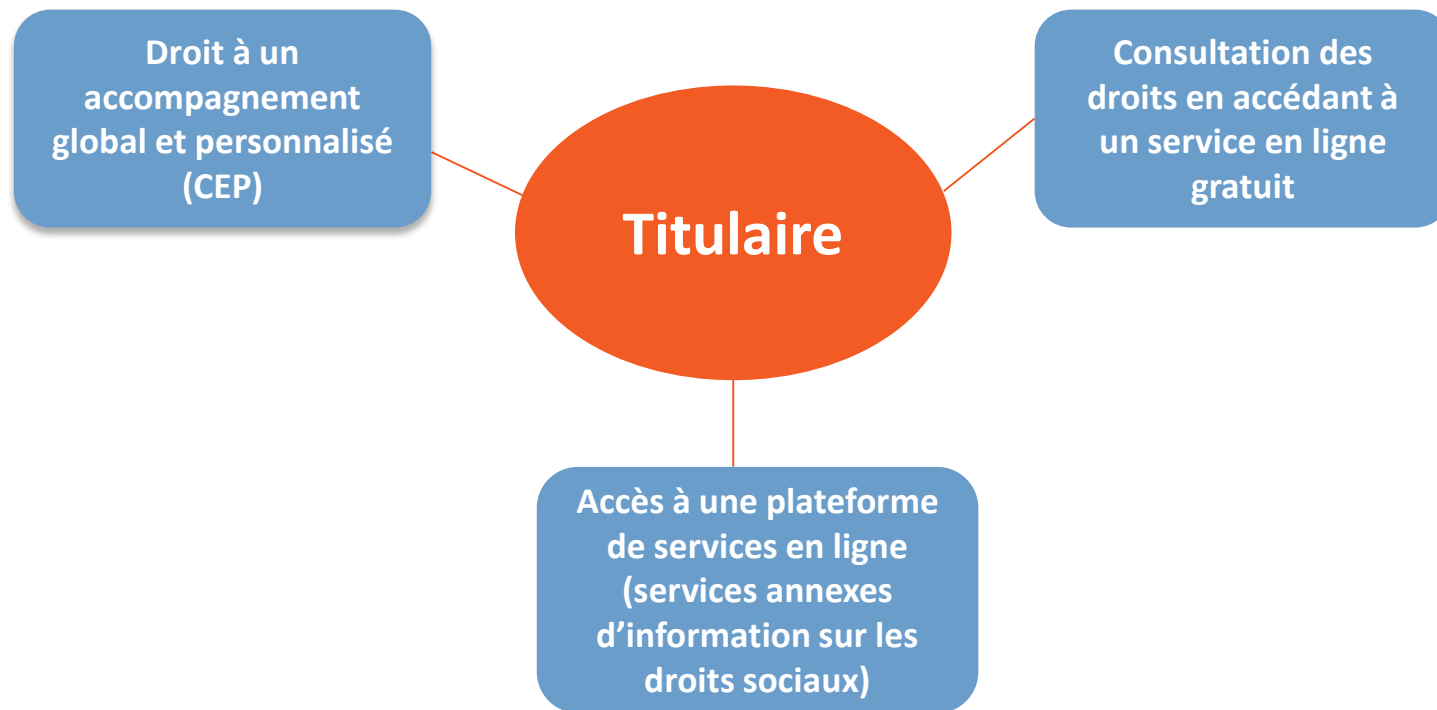 Droit à un
accompagnement
global et personnalisé
(CEP)
Consultation des
droits en accédant à
un service en ligne
gratuit
Titulaire
Accès à une plateforme
de services en ligne
(services annexes
d’information sur les
droits sociaux)